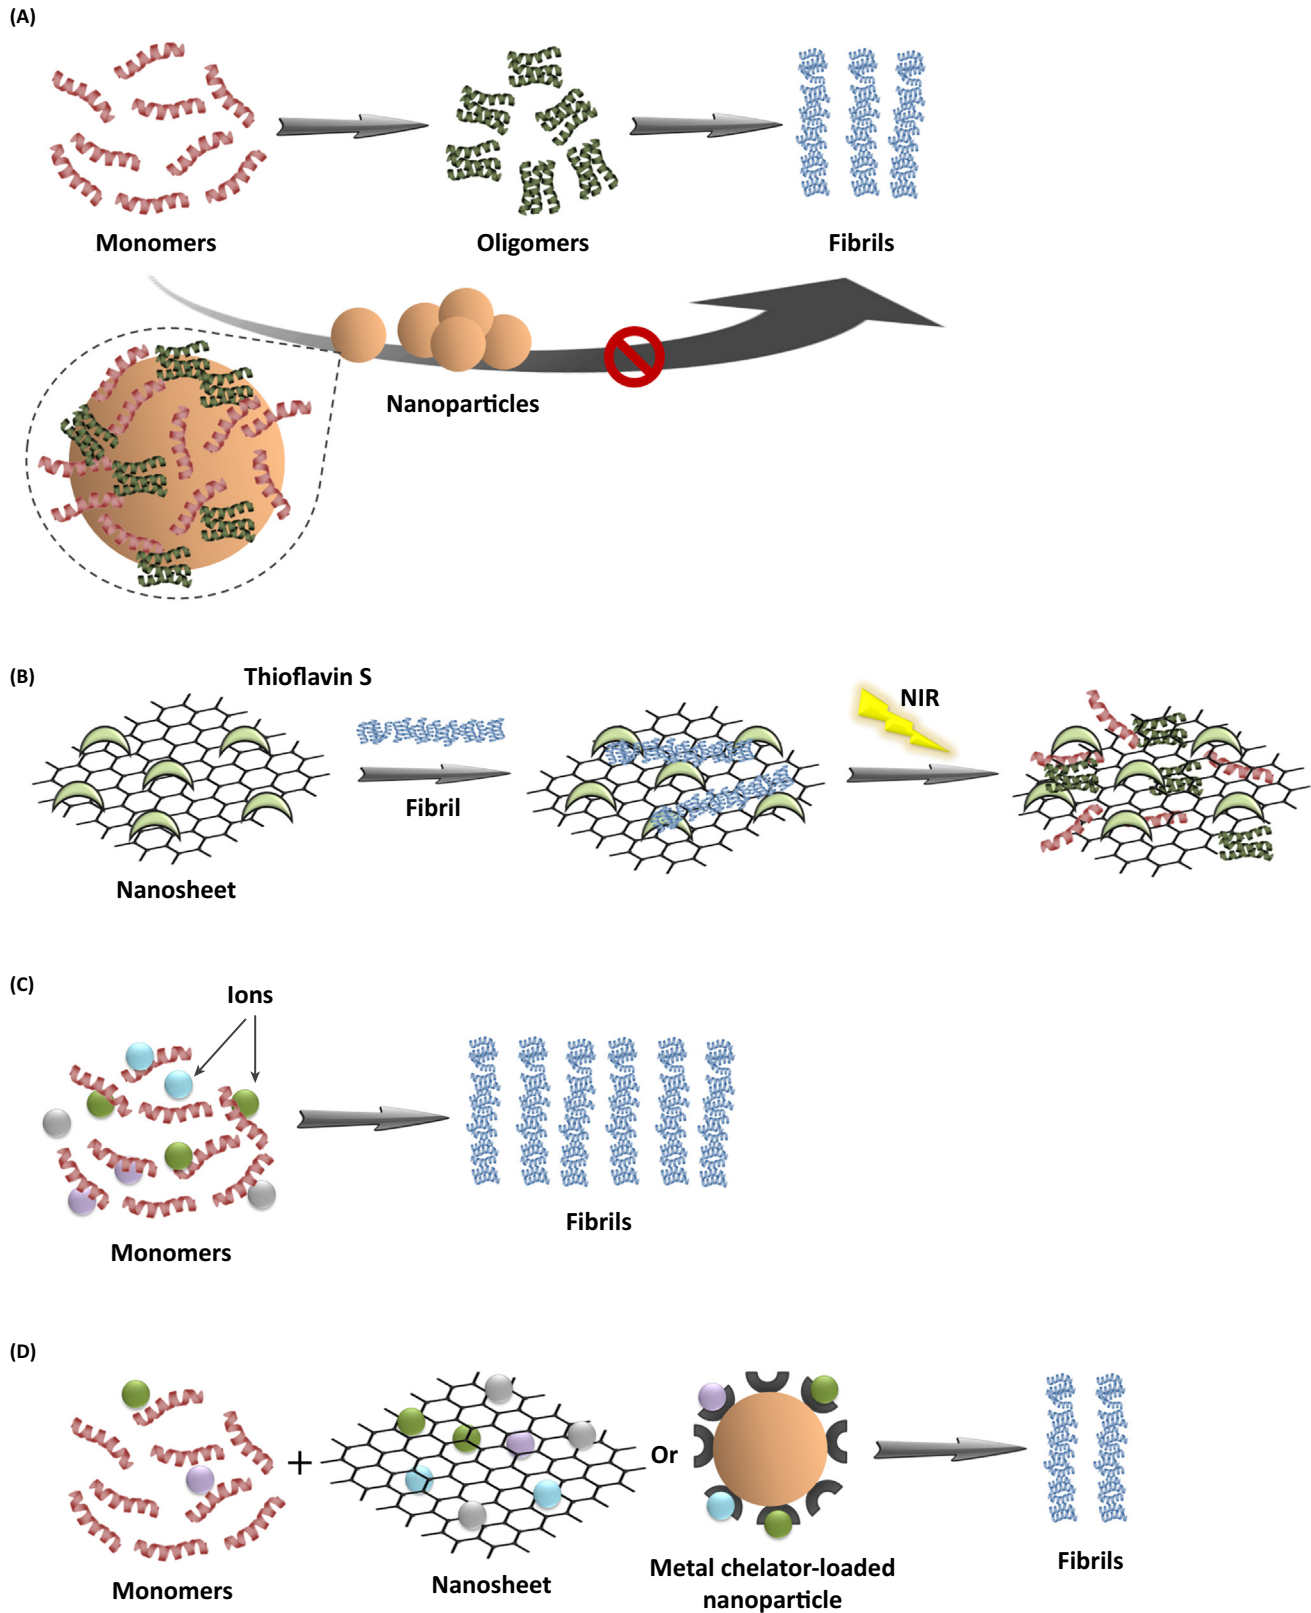 (A)
Monomers
Oligomers
Fibrils
Nanoparticles
(B)
Thioflavin S
NIR
Fibril
Nanosheet
(C)
Ions
Fibrils
Monomers
(D)
+
Or
Monomers
Nanosheet
Metal chelator-loaded
nanoparticle
Fibrils